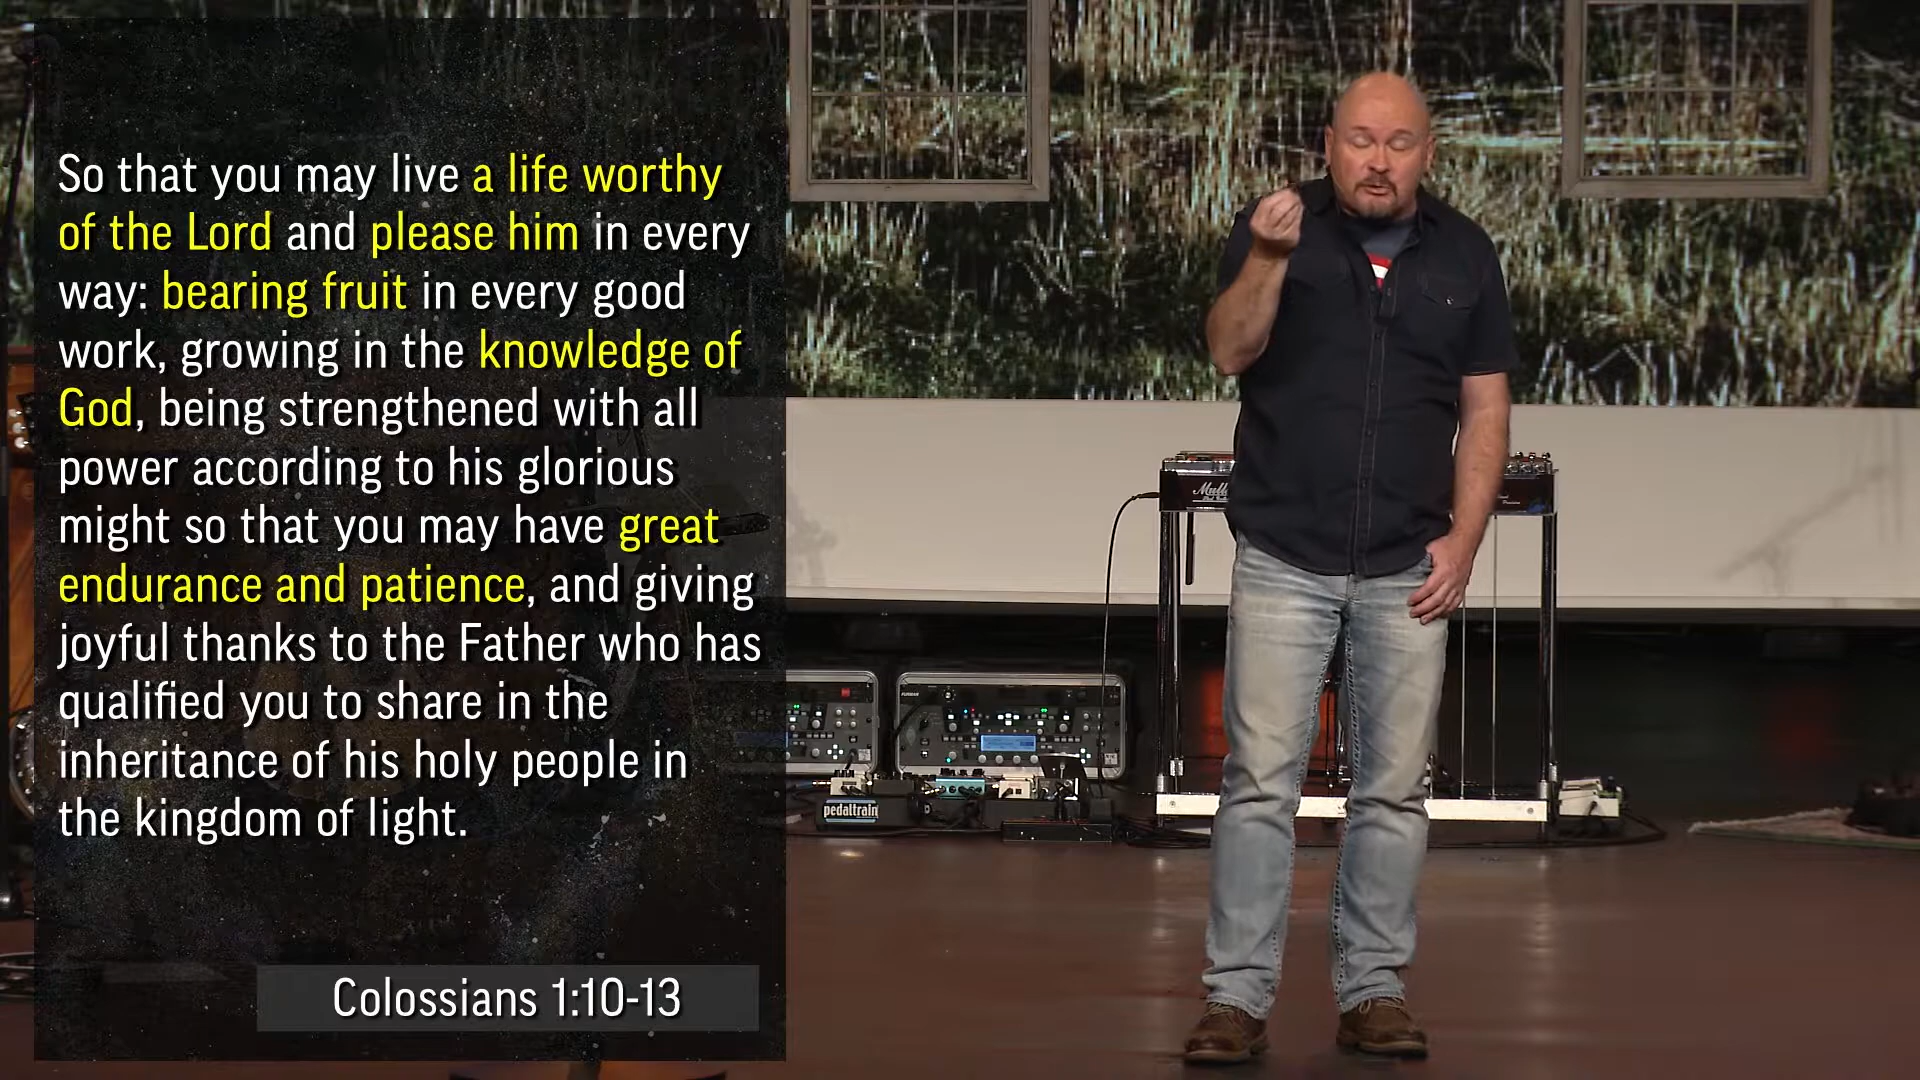 So that you may live a life worthy
of the Lord and please him in every
way: bearing fruit in every good
work, growing in the knowledge of
God, being strengthened with all
power according to his glorious
might so that you may have great
endurance and patience, and giving
joyful thanks to the Father who has
qualified you to share in the
inheritance of his holy people in
the kingdom of light.
Colossians 1:10-13
pedaltrain